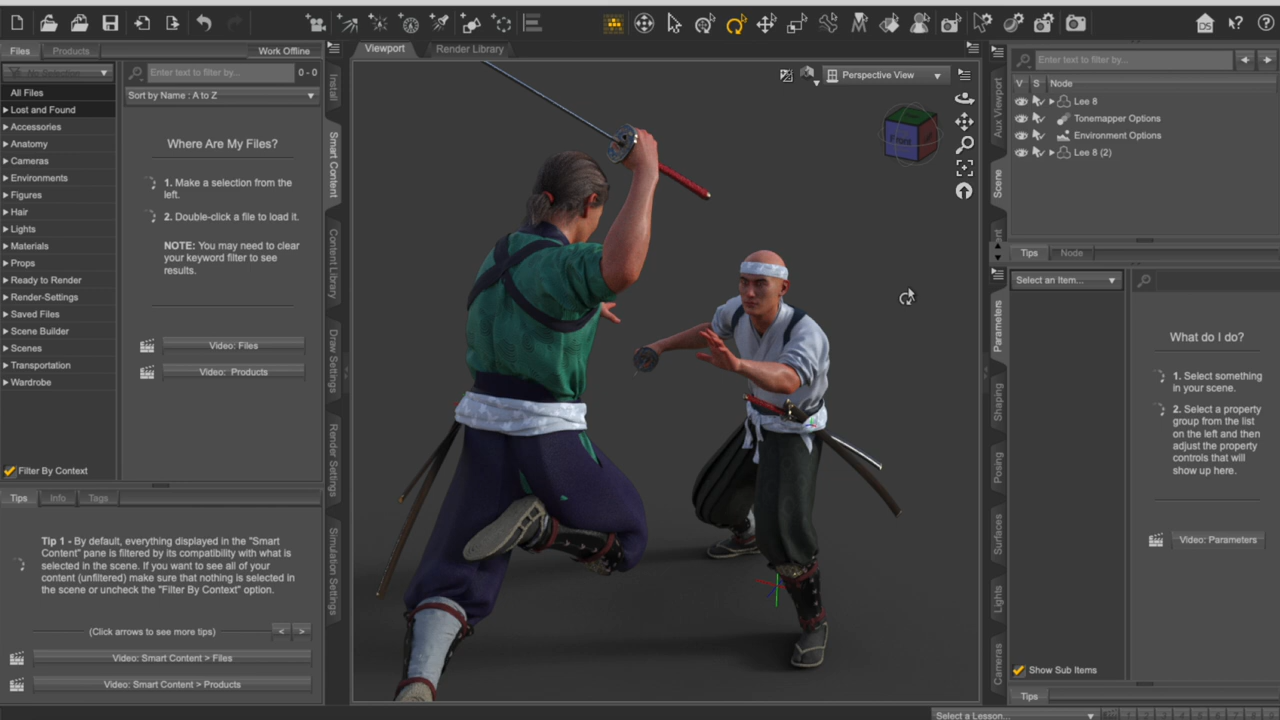 Files
Products
Work Offline
Enter text to filter by...
0 - 0
All Files
Lost and Found
Accessories
Anatomy
Cameras
Environments
Figures
Hair
Lights
Materials
Props
Ready to Render
Render-Settings
Saved Files
Scene Builder
Scenes
Transportation
Wardrobe
Filter By Context
Sort by Name : A to Z
Where Are My Files?
1. Make a selection from the
left.
2. Double-click a file to load it.
NOTE: You may need to clear
your keyword filter to see
results.
Video: Files
Video: Products
Tips
Info
Tags
Tip 1 - By default, everything displayed in the "Smart
Content" pane is filtered by its compatibility with what is
selected in the scene. If you want to see all of your
content (unfiltered) make sure that nothing is selected in
the scene or uncheck the "Filter By Context" option.
(Click arrows to see more tips)
<
>
Video: Smart Content > Files
Video: Smart Content > Products
Install
Smart Content
Content Library
Draw Settings
Render Settings
Simulation Settings
Viewport
Render Library
Perspective View
Front
DS
Aux Viewport
Scene
Enter text to filter by...
V
S
Node
Lee 8
Tonemapper Options
Environment Options
Lee 8 (2)
Tips
Node
Parameters
Shaping
Posing
Surfaces
Lights
Cameras
Select an Item...
What do I do?
1. Select something
in your scene.
2. Select a property
group from the list
on the left and then
adjust the property
controls that will
show up here.
Video: Parameters
Show Sub Items
Tips
Select a Lesson...